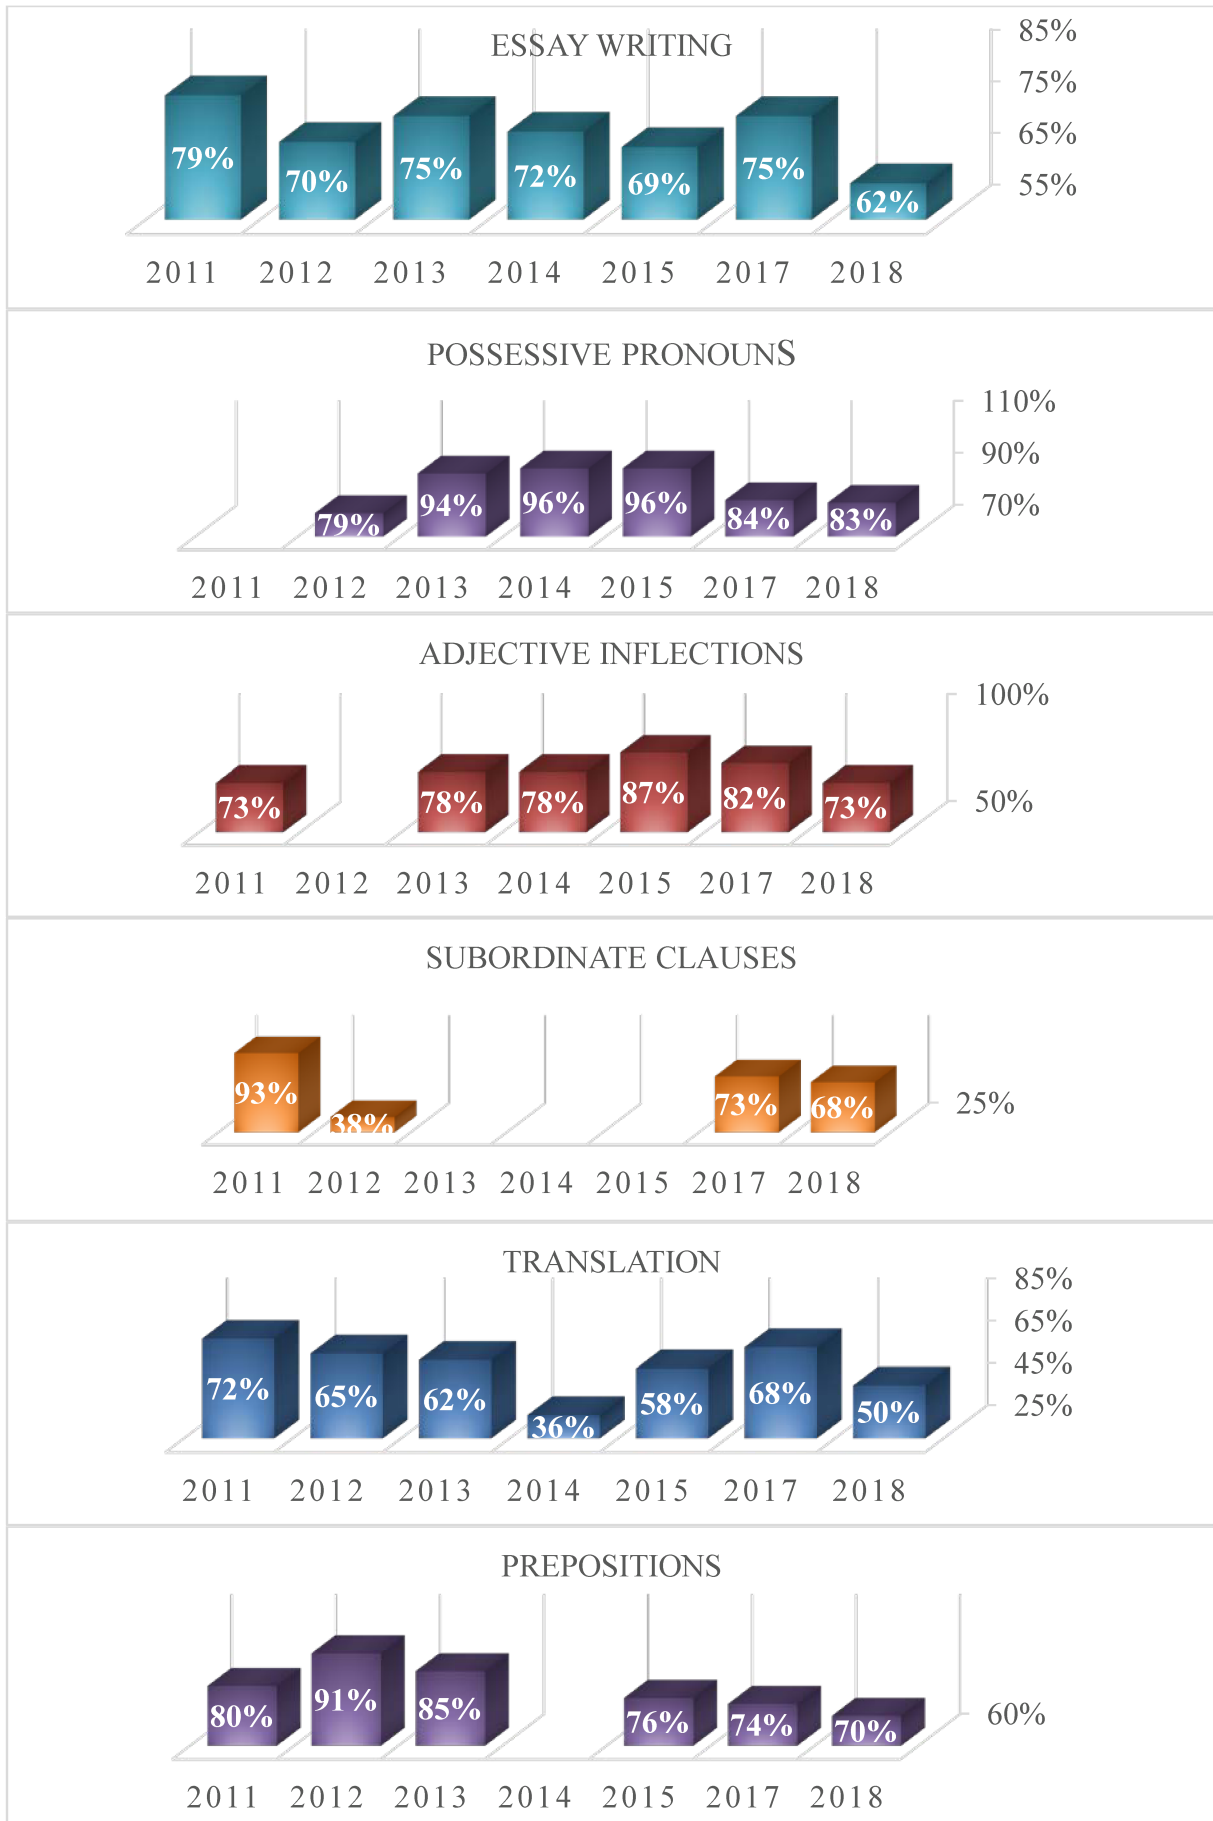 ESSAY WRITING
85%
75%
65%
55%
79% 70% 75% 72% 69% 75% 62%
2011 2012 2013 2014 2015 2017 2018
POSSESSIVE PRONOUNS
110%
90%
70%
79% 94% 96% 96% 84% 83%
2011 2012 2013 2014 2015 2017 2018
ADJECTIVE INFLECTIONS
100%
50%
73% 78% 78% 87% 82% 73%
2011 2012 2013 2014 2015 2017 2018
SUBORDINATE CLAUSES
93% 38% 73% 68%
25%
2011 2012 2013 2014 2015 2017 2018
TRANSLATION
85%
65%
45%
25%
72% 65% 62% 36% 58% 68% 50%
2011 2012 2013 2014 2015 2017 2018
PREPOSITIONS
80% 91% 85% 76% 74% 70%
60%
2011 2012 2013 2014 2015 2017 2018